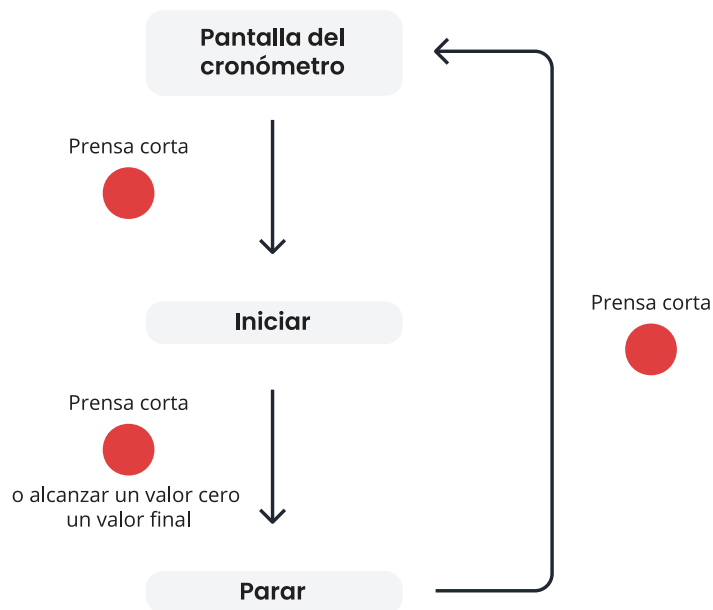 Pantalla del
cronómetro
Prensa corta
Iniciar
Prensa corta
Prensa corta
o alcanzar un valor cero
un valor final
Parar